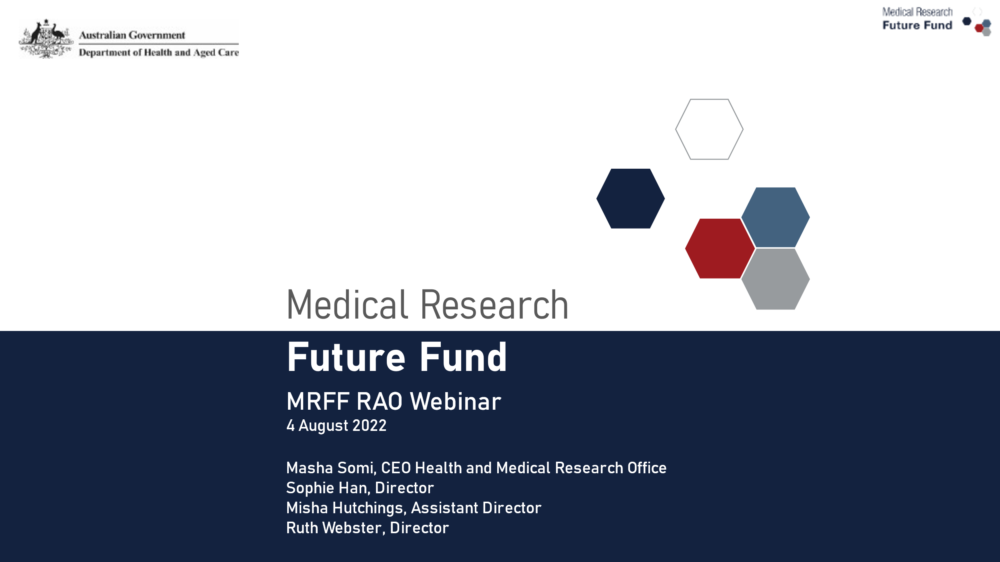 Australian Government
Department of Health and Aged Care
Medical Research
Future Fund
Medical Research
Future Fund
MRFF RAO Webinar
4 August 2022
Masha Somi, CEO Health and Medical Research Office
Sophie Han, Director
Misha Hutchings, Assistant Director
Ruth Webster, Director